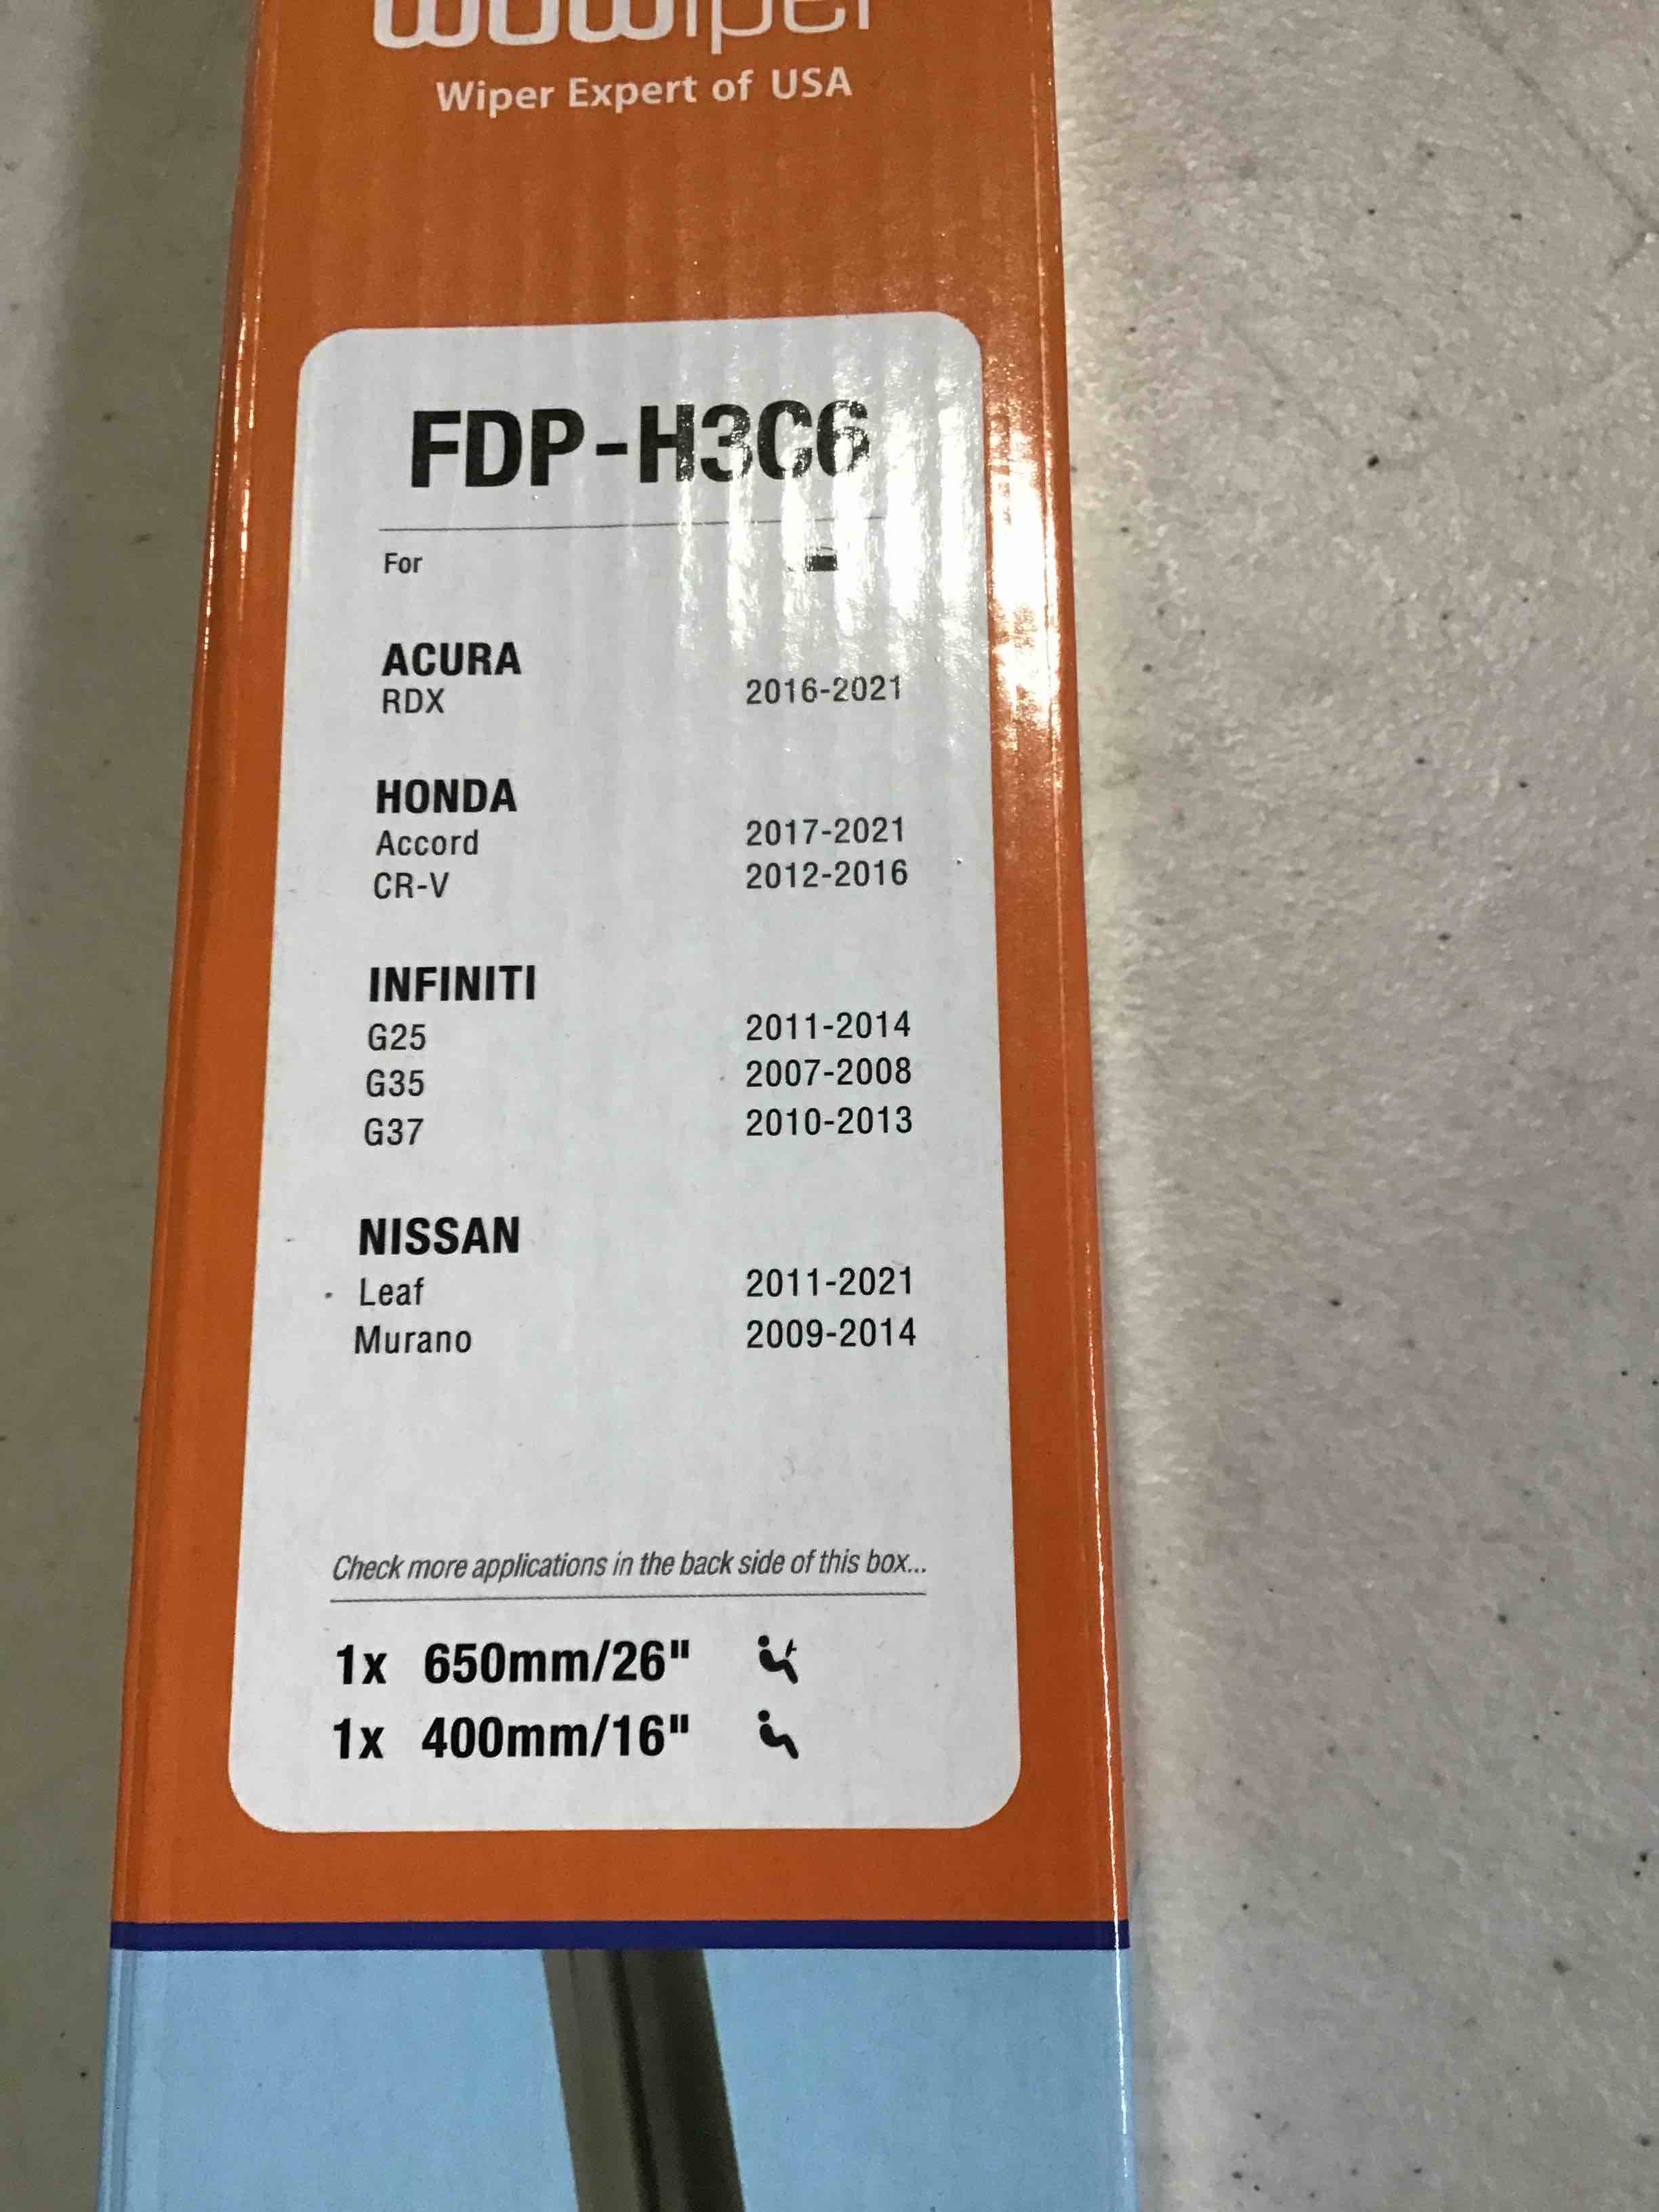 wowiper
Wiper Expert of USA
FDP-H3C6
For
ACURA
RDX 2016-2021
HONDA
Accord 2017-2021
CR-V 2012-2016
INFINITI
G25 2011-2014
G35 2007-2008
G37 2010-2013
NISSAN
Leaf 2011-2021
Murano 2009-2014
Check more applications in the back side of this box...
1x 650mm/26"
1x 400mm/16"